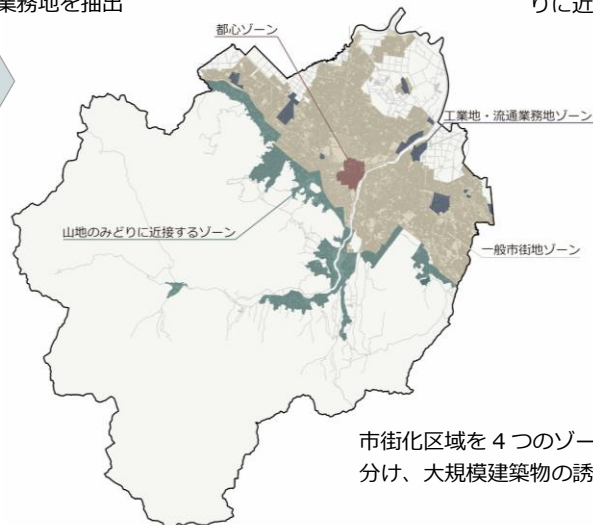 業務地を抽出
りに近
都心ゾーン
工業地・流通業務地ゾーン
山地のみどりに近接するゾーン
一般市街地ゾーン
市街化区域を 4 つのゾー
分け、大規模建築物の誘